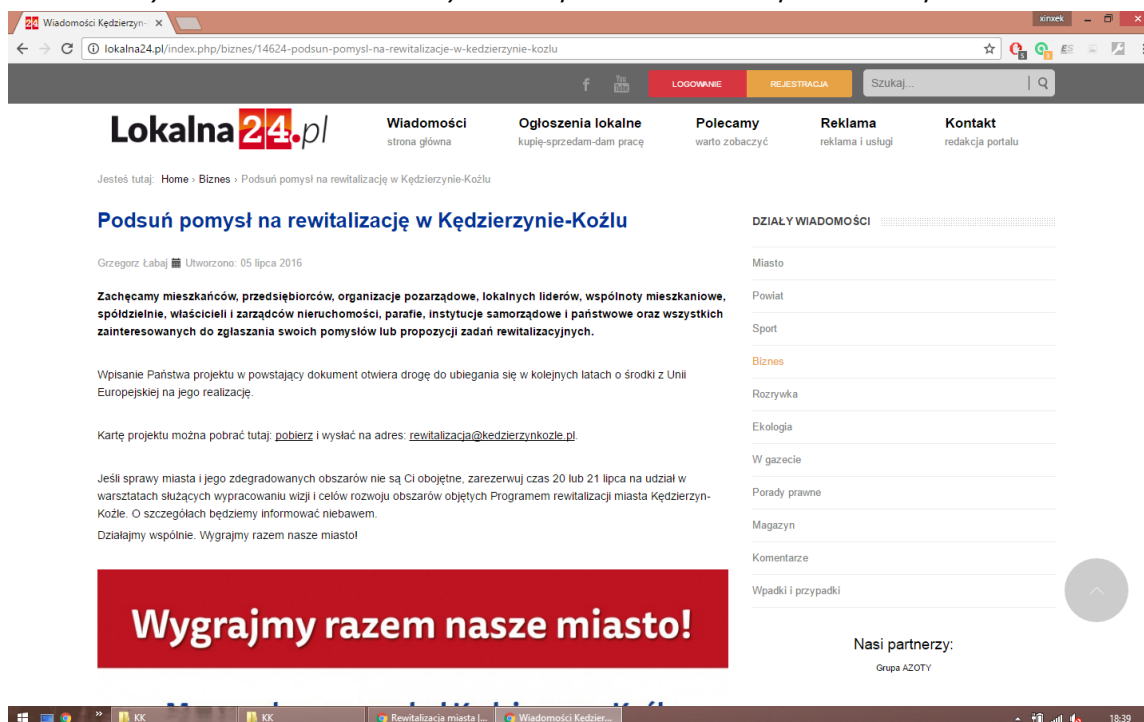 24 Wiadomości Kędzierzyn-
xinxek
lokalna24.pl/index.php/biznes/14624-podsun-pomysl-na-rewitalizacje-w-kedzierzynie-kozlu
f You Tube LOGOWANIE REJESTRACJA Szukaj...
Lokalna 24.pl
Wiadomości Ogłoszenia lokalne Polecamy Reklama Kontakt
strona główna kupię-sprzedam-dam pracę warto zobaczyć reklama i usługi redakcja portalu
Jesteś tutaj: Home › Biznes › Podsuń pomysł na rewitalizację w Kędzierzynie-Koźlu
Podsuń pomysł na rewitalizację w Kędzierzynie-Koźlu
Grzegorz Łabaj Utworzono: 05 lipca 2016
Zachęcamy mieszkańców, przedsiębiorców, organizacje pozarządowe, lokalnych liderów, wspólnoty mieszkaniowe,
spółdzielnie, właścicieli i zarządców nieruchomości, parafie, instytucje samorządowe i państwowe oraz wszystkich
zainteresowanych do zgłaszania swoich pomysłów lub propozycji zadań rewitalizacyjnych.
Wpisanie Państwa projektu w powstający dokument otwiera drogę do ubiegania się w kolejnych latach o środki z Unii
Europejskiej na jego realizację.
Kartę projektu można pobrać tutaj: pobierz i wysłać na adres: rewitalizacja@kedzierzynkozle.pl.
Jeśli sprawy miasta i jego zdegradowanych obszarów nie są Ci obojętne, zarezerwuj czas 20 lub 21 lipca na udział w
warsztatach służących wypracowaniu wizji i celów rozwoju obszarów objętych Programem rewitalizacji miasta Kędzierzyn-
Koźle. O szczegółach będziemy informować niebawem.
Działajmy wspólnie. Wygrajmy razem nasze miasto!
Wygrajmy razem nasze miasto!
DZIAŁY WIADOMOŚCI
Miasto
Powiat
Sport
Biznes
Rozrywka
Ekologia
W gazecie
Porady prawne
Magazyn
Komentarze
Wpadki i przypadki
Nasi partnerzy:
Grupa AZOTY
KK KK Rewitalizacja miasta |... Wiadomości Kędzier... 18:39